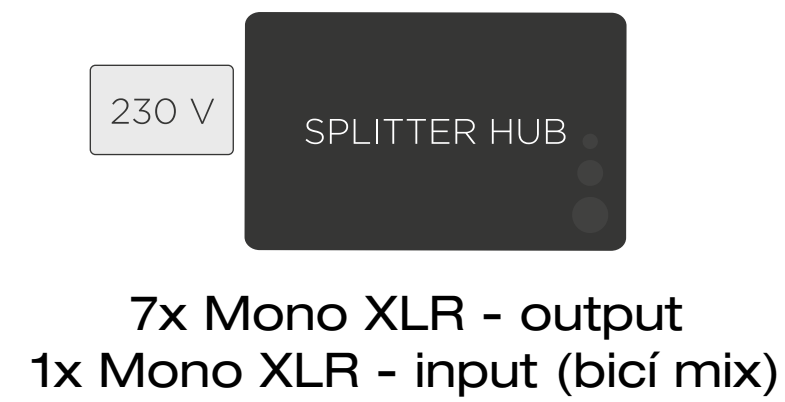 230 V
SPLITTER HUB
7x Mono XLR - output
1x Mono XLR - input (bicí mix)